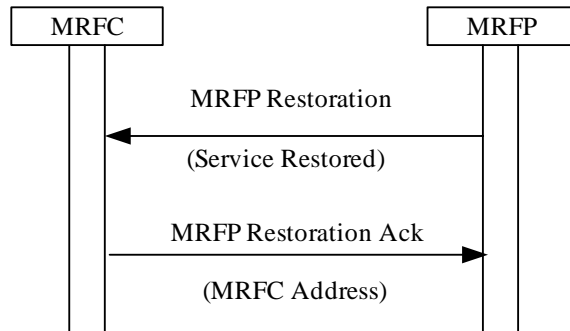 MRFC
MRFP
MRFP Restoration
(Service Restored)
MRFP Restoration Ack
(MRFC Address)